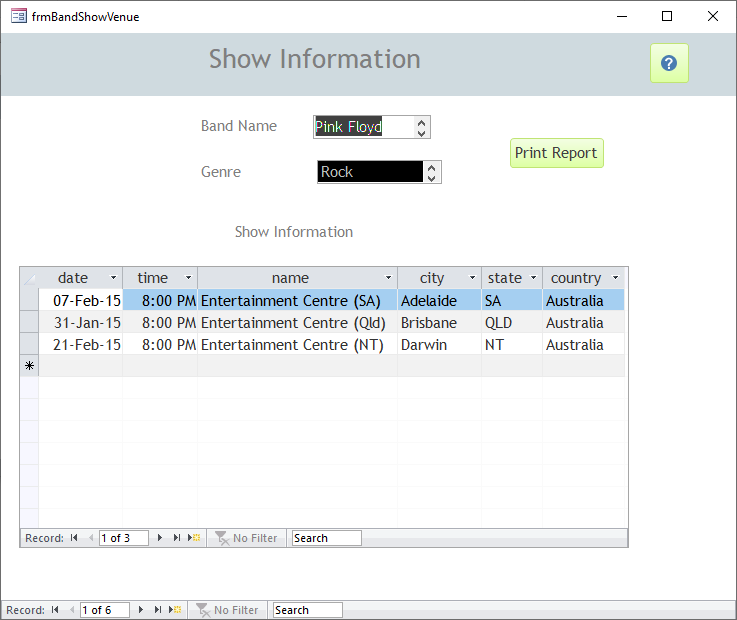 frmBandShowVenue
Show Information
?
Band Name Pink Floyd
Print Report
Genre Rock
Show Information
date time name city state country
07-Feb-15 8:00 PM Entertainment Centre (SA) Adelaide SA Australia
31-Jan-15 8:00 PM Entertainment Centre (Qld) Brisbane QLD Australia
21-Feb-15 8:00 PM Entertainment Centre (NT) Darwin NT Australia
Record: 1 of 3 No Filter Search
Record: 1 of 6 No Filter Search